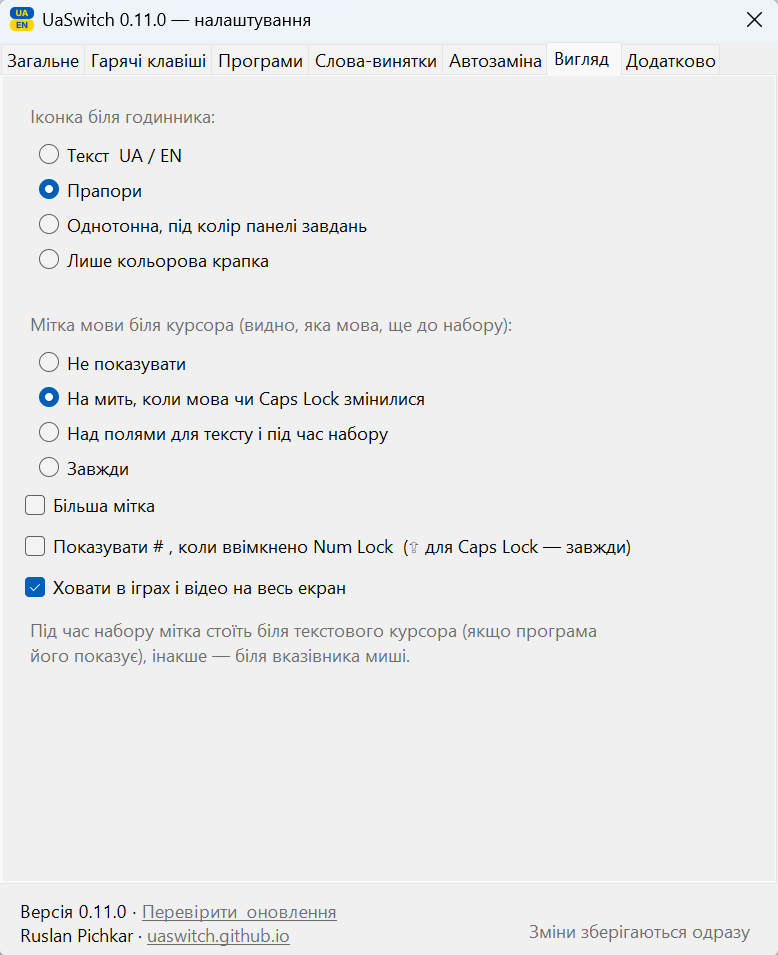 UA
EN
UaSwitch 0.11.0 — налаштування
Загальне Гарячі клавіші Програми Слова-винятки Автозаміна Вигляд Додатково
Іконка біля годинника:
Текст UA / EN
Прапори
Однотонна, під колір панелі завдань
Лише кольорова крапка
Мітка мови біля курсора (видно, яка мова, ще до набору):
Не показувати
На мить, коли мова чи Caps Lock змінилися
Над полями для тексту і під час набору
Завжди
Більша мітка
Показувати # , коли ввімкнено Num Lock (⇪ для Caps Lock — завжди)
Ховати в іграх і відео на весь екран
Під час набору мітка стоїть біля текстового курсора (якщо програма
його показує), інакше — біля вказівника миші.
Версія 0.11.0 · Перевірити оновлення
Ruslan Pichkar · uaswitch.github.io
Зміни зберігаються одразу